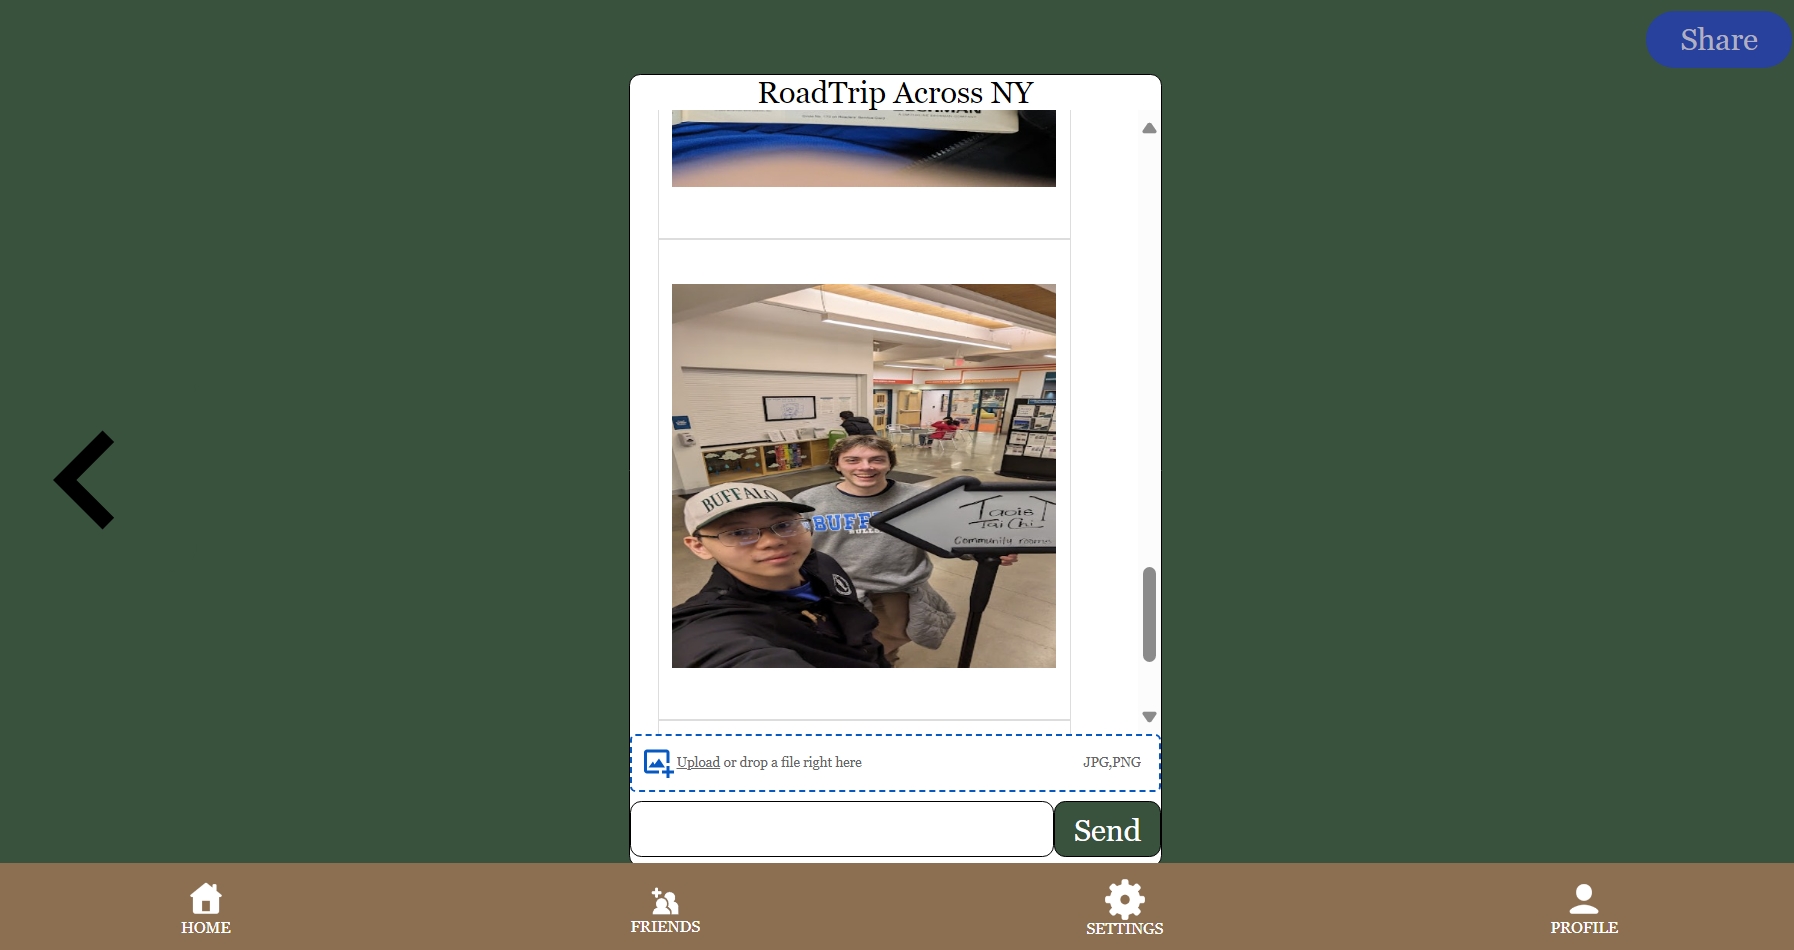 Share
RoadTrip Across NY
BUFFALO
BUFF
Taois T
Tai Chi
Community rooms
Upload or drop a file right here
JPG,PNG
Send
HOME
FRIENDS
SETTINGS
PROFILE